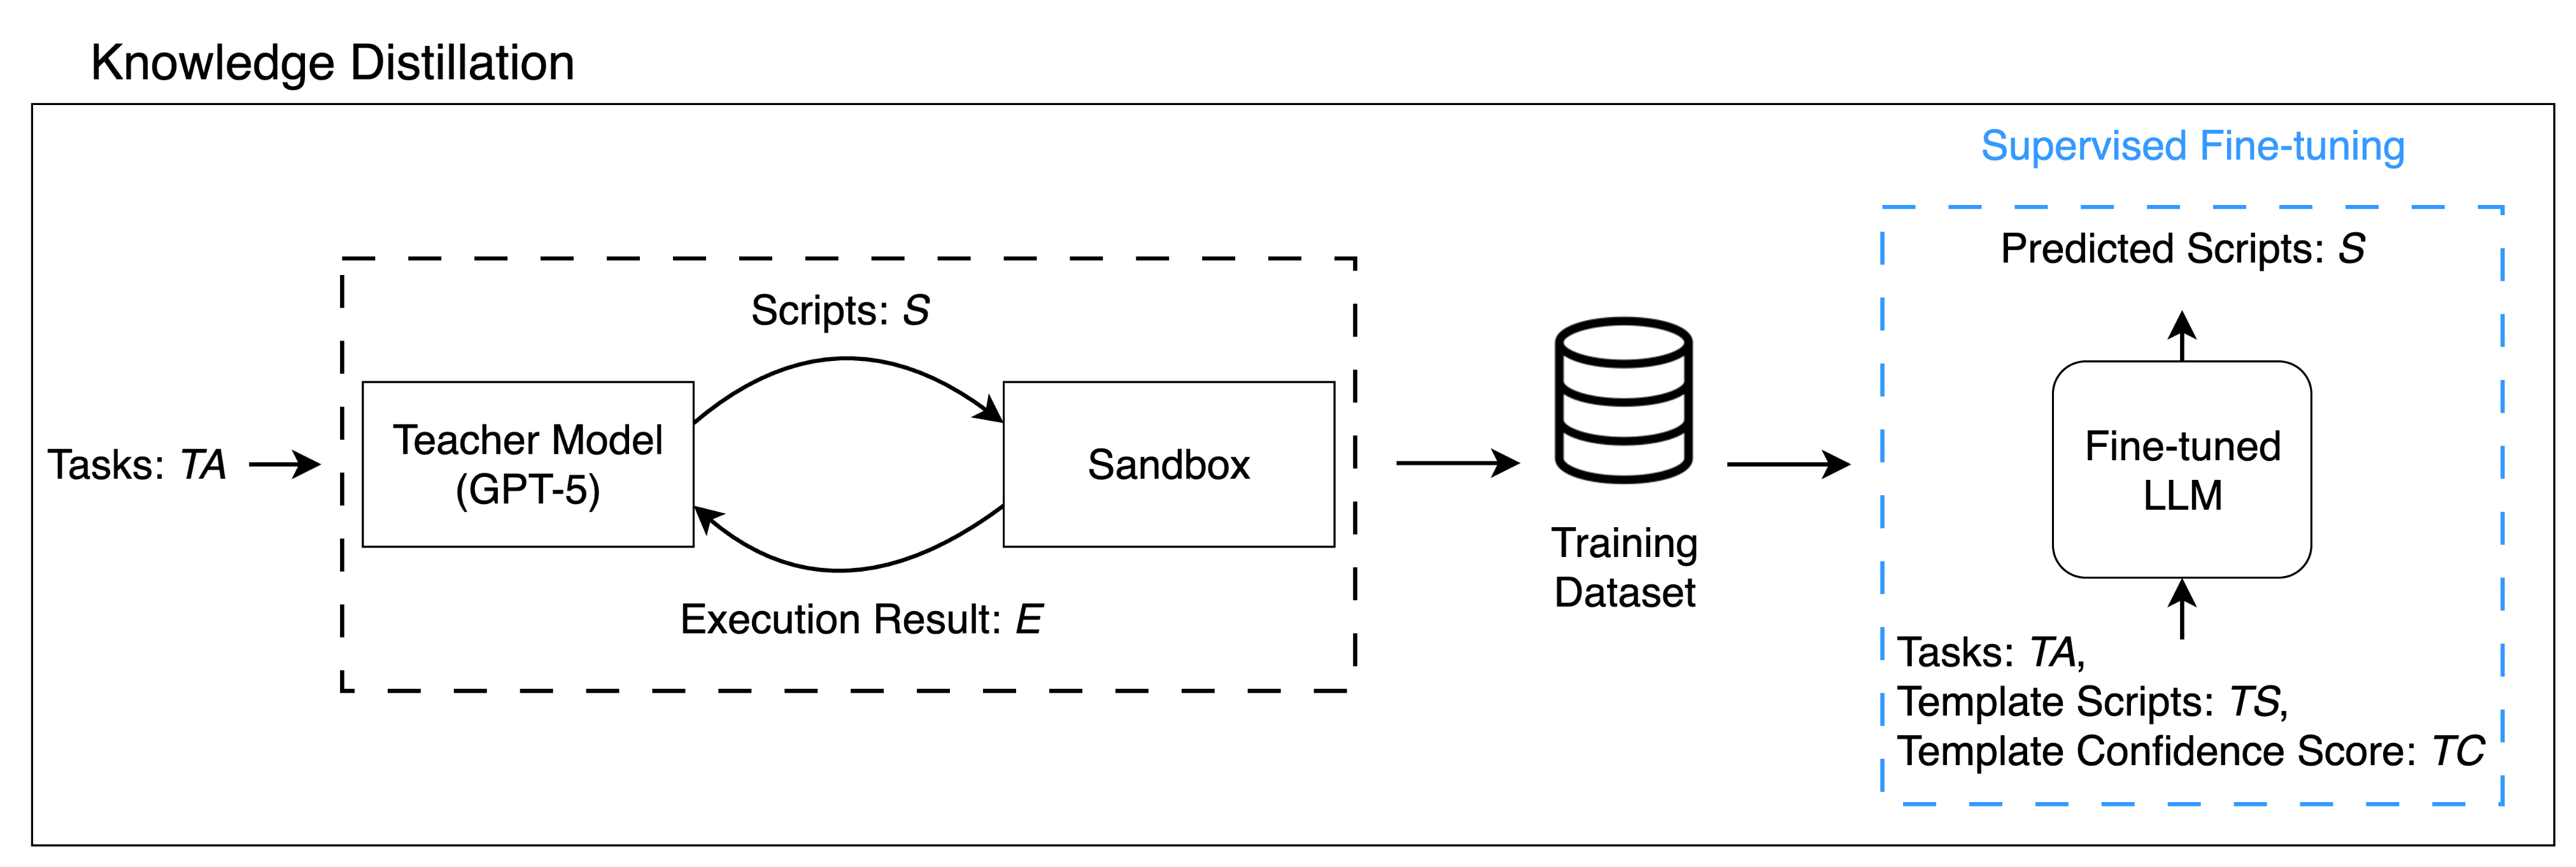 Knowledge Distillation
Supervised Fine-tuning
Tasks: TA
Scripts: S
Teacher Model
(GPT-5)
Sandbox
Execution Result: E
Training
Dataset
Predicted Scripts: S
Fine-tuned
LLM
Tasks: TA,
Template Scripts: TS,
Template Confidence Score: TC